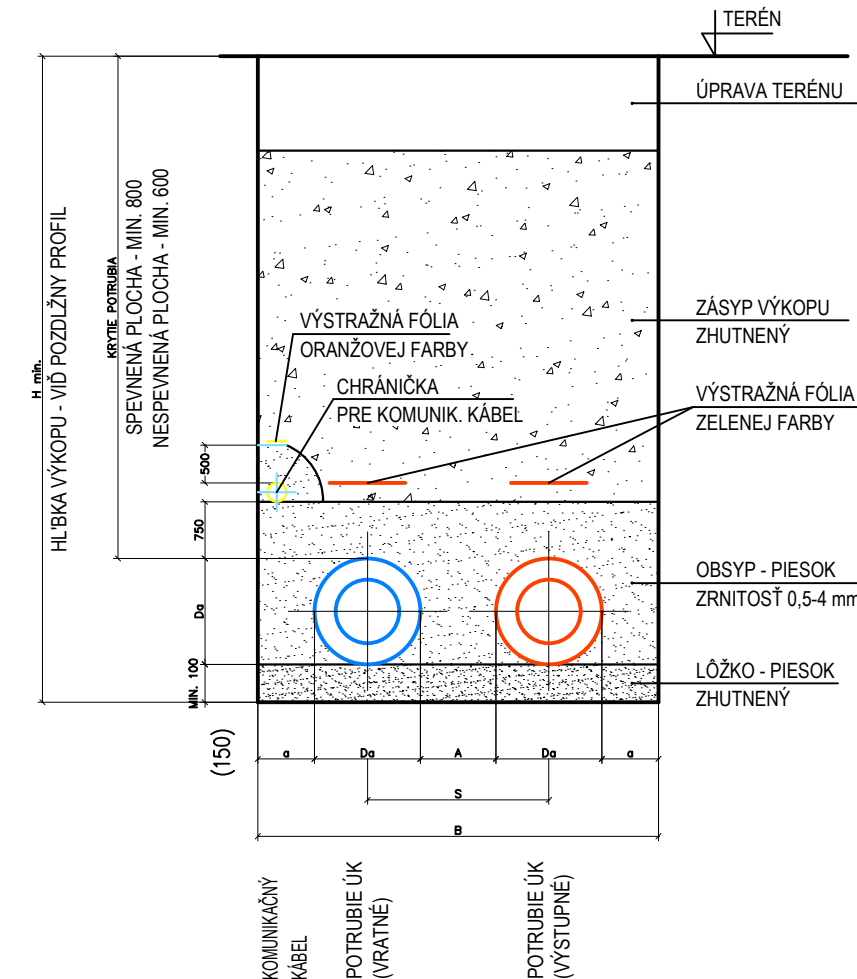 TERÉN
ÚPRAVA TERÉNU
ZÁSYP VÝKOPU
ZHUTNENÝ
VÝSTRAŽNÁ FÓLIA
ZELENEJ FARBY
OBSYP - PIESOK
ZRNITOSŤ 0,5-4 mm
LÔŽKO - PIESOK
ZHUTNENÝ
VÝSTRAŽNÁ FÓLIA
ORANŽOVEJ FARBY
CHRÁNIČKA
PRE KOMUNIK. KÁBEL
H min.
HĽBKA VÝKOPU - VIĎ POZDĹŽNY PROFIL
KRYTIE POTRUBIA
SPEVNENÁ PLOCHA - MIN. 800
NESPEVNENÁ PLOCHA - MIN. 600
500
750
Da
MIN. 100
(150)
a
Da
A
Da
a
S
B
KOMUNIKAČNÝ
KÁBEL
POTRUBIE ÚK
(VRATNÉ)
POTRUBIE ÚK
(VÝSTUPNÉ)